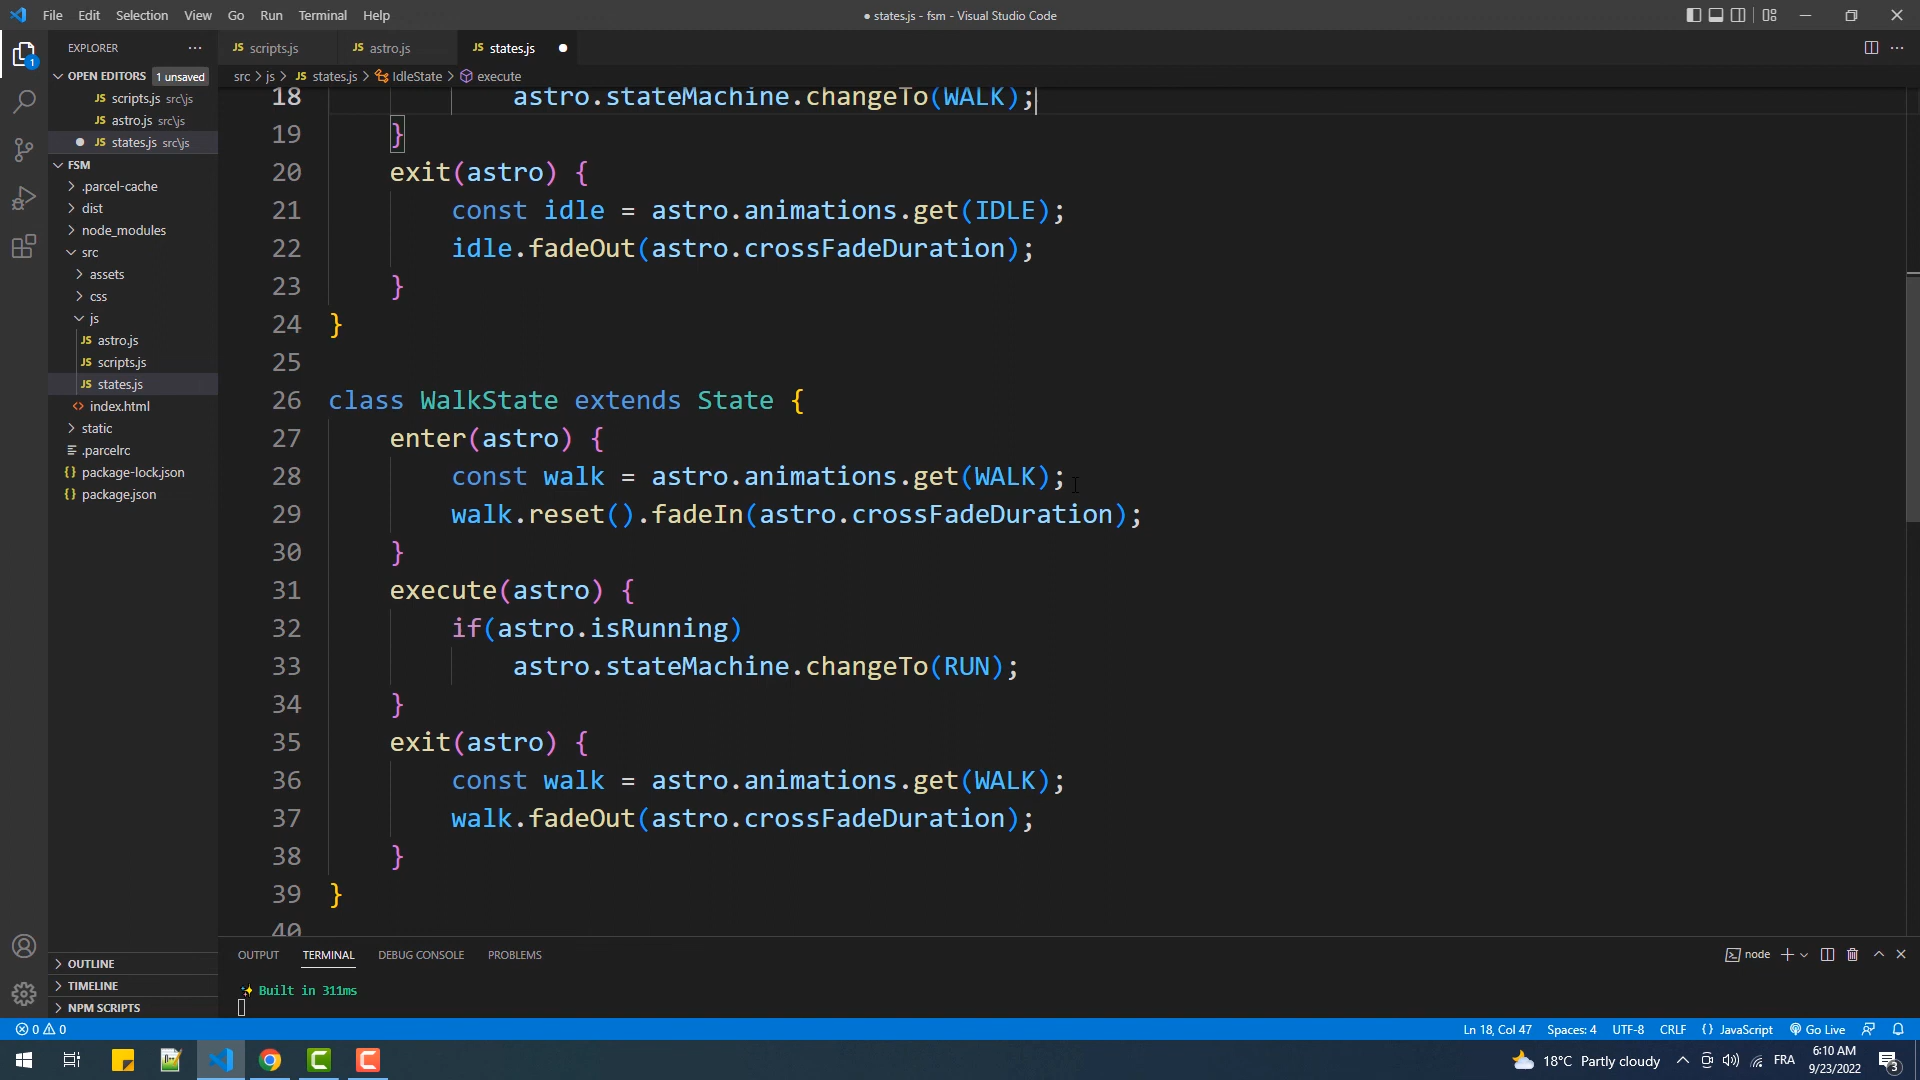 File Edit Selection View Go Run Terminal Help
● states.js - fsm - Visual Studio Code
EXPLORER ...
JS scripts.js
JS astro.js
JS states.js ●
OPEN EDITORS 1 unsaved
src > js > JS states.js > IdleState > execute
JS scripts.js src\js
JS astro.js src\js
● JS states.js src\js
FSM
.parcel-cache
dist
node_modules
src
assets
css
js
JS astro.js
JS scripts.js
JS states.js
<> index.html
static
.parcelrc
{} package-lock.json
{} package.json
OUTLINE
TIMELINE
NPM SCRIPTS
1
18 astro.stateMachine.changeTo(WALK);
19 }
20 exit(astro) {
21 const idle = astro.animations.get(IDLE);
22 idle.fadeOut(astro.crossFadeDuration);
23 }
24 }
25
26 class WalkState extends State {
27 enter(astro) {
28 const walk = astro.animations.get(WALK);
29 walk.reset().fadeIn(astro.crossFadeDuration);
30 }
31 execute(astro) {
32 if(astro.isRunning)
33 astro.stateMachine.changeTo(RUN);
34 }
35 exit(astro) {
36 const walk = astro.animations.get(WALK);
37 walk.fadeOut(astro.crossFadeDuration);
38 }
39 }
40
OUTPUT TERMINAL DEBUG CONSOLE PROBLEMS
node
✨ Built in 311ms
0 0
Ln 18, Col 47 Spaces: 4 UTF-8 CRLF {} JavaScript Go Live
18°C Partly cloudy FRA
6:10 AM
9/23/2022
3